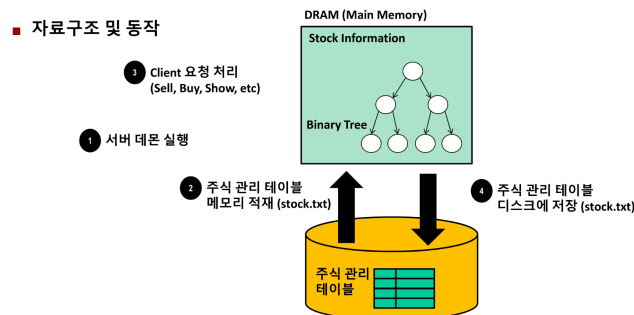 자료구조 및 동작
DRAM (Main Memory)
Stock Information
3 Client 요청 처리
(Sell, Buy, Show, etc)
Binary Tree
1 서버 데몬 실행
2 주식 관리 테이블
메모리 적재 (stock.txt)
4 주식 관리 테이블
디스크에 저장 (stock.txt)
주식 관리
테이블